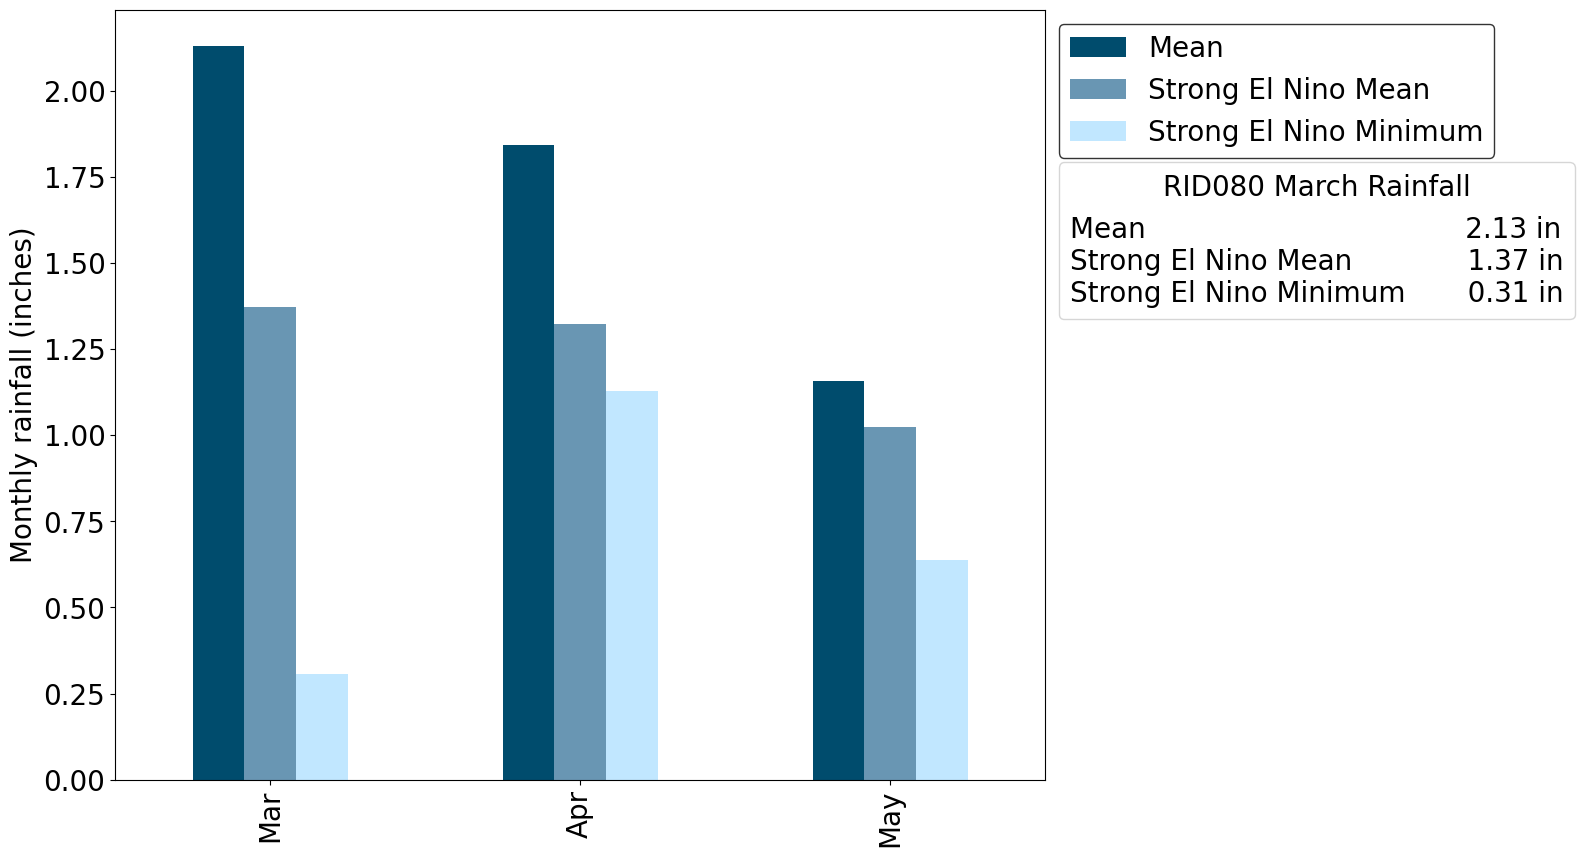 Monthly rainfall (inches)
2.00
1.75
1.50
1.25
1.00
0.75
0.50
0.25
0.00
Mar
Apr
May
Mean
Strong El Nino Mean
Strong El Nino Minimum
RID080 March Rainfall
Mean 2.13 in
Strong El Nino Mean 1.37 in
Strong El Nino Minimum 0.31 in